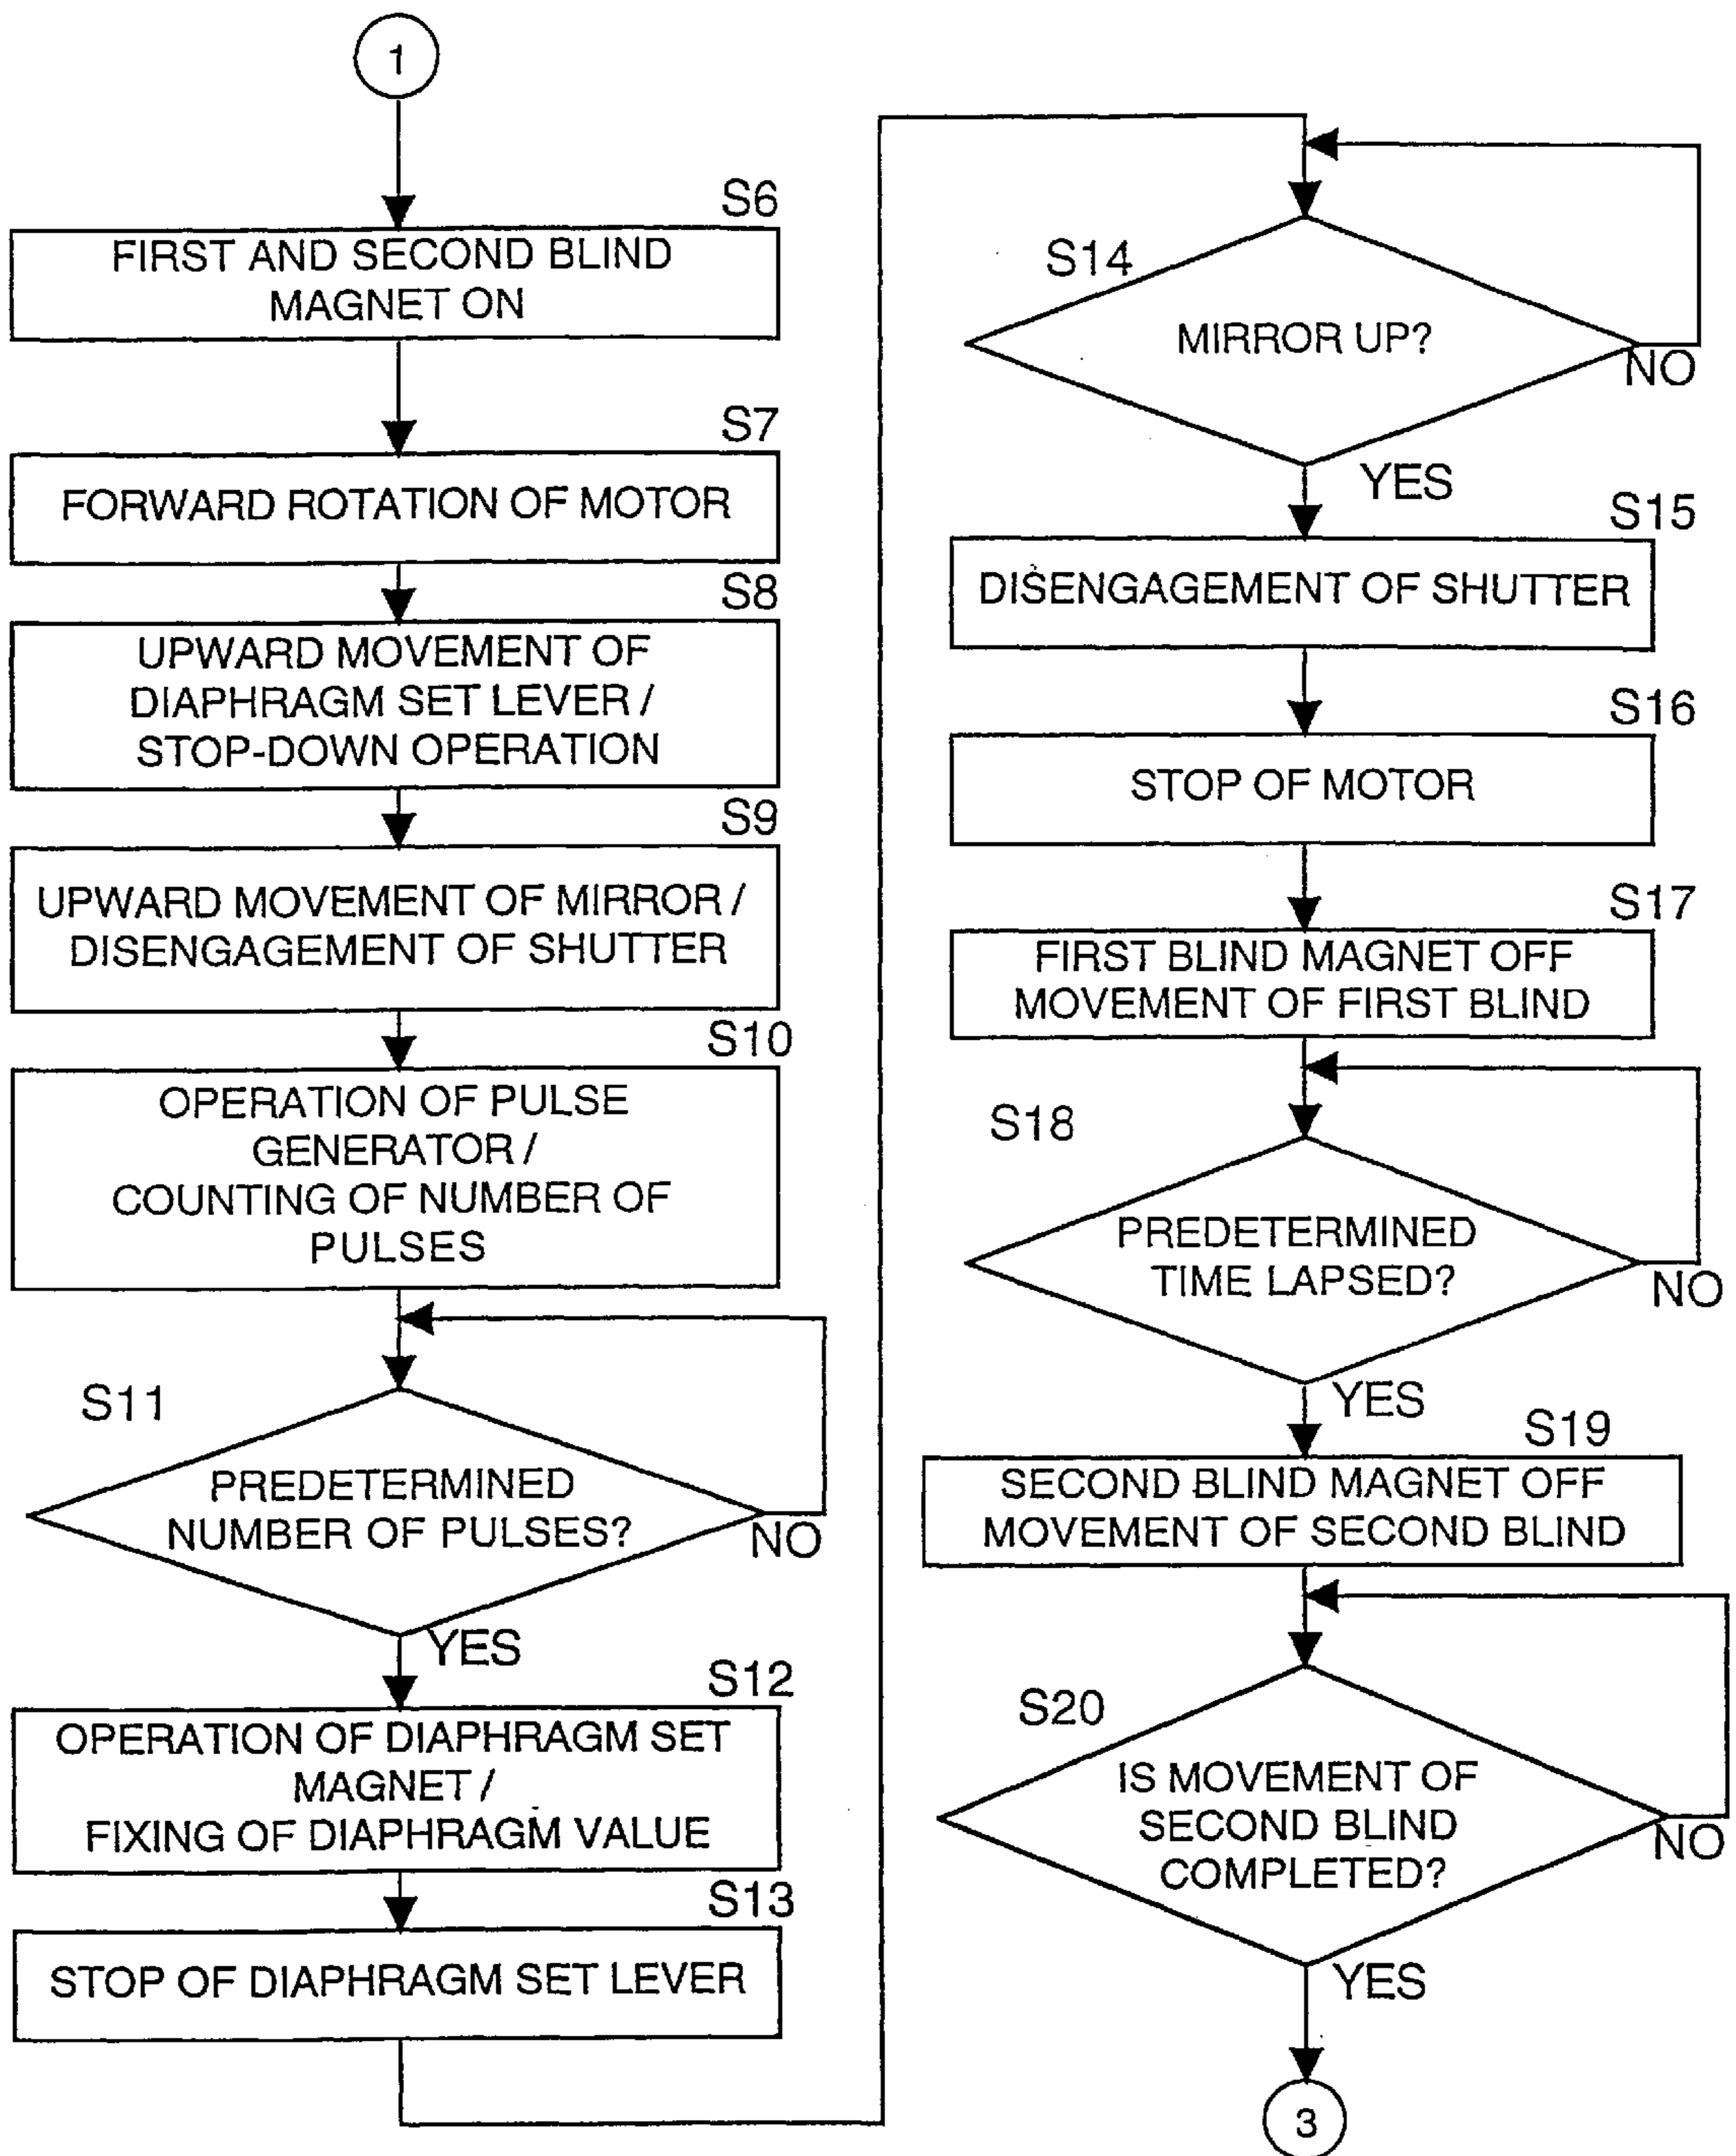 1
S6
FIRST AND SECOND BLIND
MAGNET ON
S7
FORWARD ROTATION OF MOTOR
S8
UPWARD MOVEMENT OF
DIAPHRAGM SET LEVER /
STOP-DOWN OPERATION
S9
UPWARD MOVEMENT OF MIRROR /
DISENGAGEMENT OF SHUTTER
S10
OPERATION OF PULSE
GENERATOR /
COUNTING OF NUMBER OF
PULSES
S11
PREDETERMINED
NUMBER OF PULSES?
NO
YES
S12
OPERATION OF DIAPHRAGM SET
MAGNET /
FIXING OF DIAPHRAGM VALUE
S13
STOP OF DIAPHRAGM SET LEVER
S14
MIRROR UP?
NO
YES
S15
DISENGAGEMENT OF SHUTTER
S16
STOP OF MOTOR
S17
FIRST BLIND MAGNET OFF
MOVEMENT OF FIRST BLIND
S18
PREDETERMINED
TIME LAPSED?
NO
YES
S19
SECOND BLIND MAGNET OFF
MOVEMENT OF SECOND BLIND
S20
IS MOVEMENT OF
SECOND BLIND
COMPLETED?
NO
YES
3